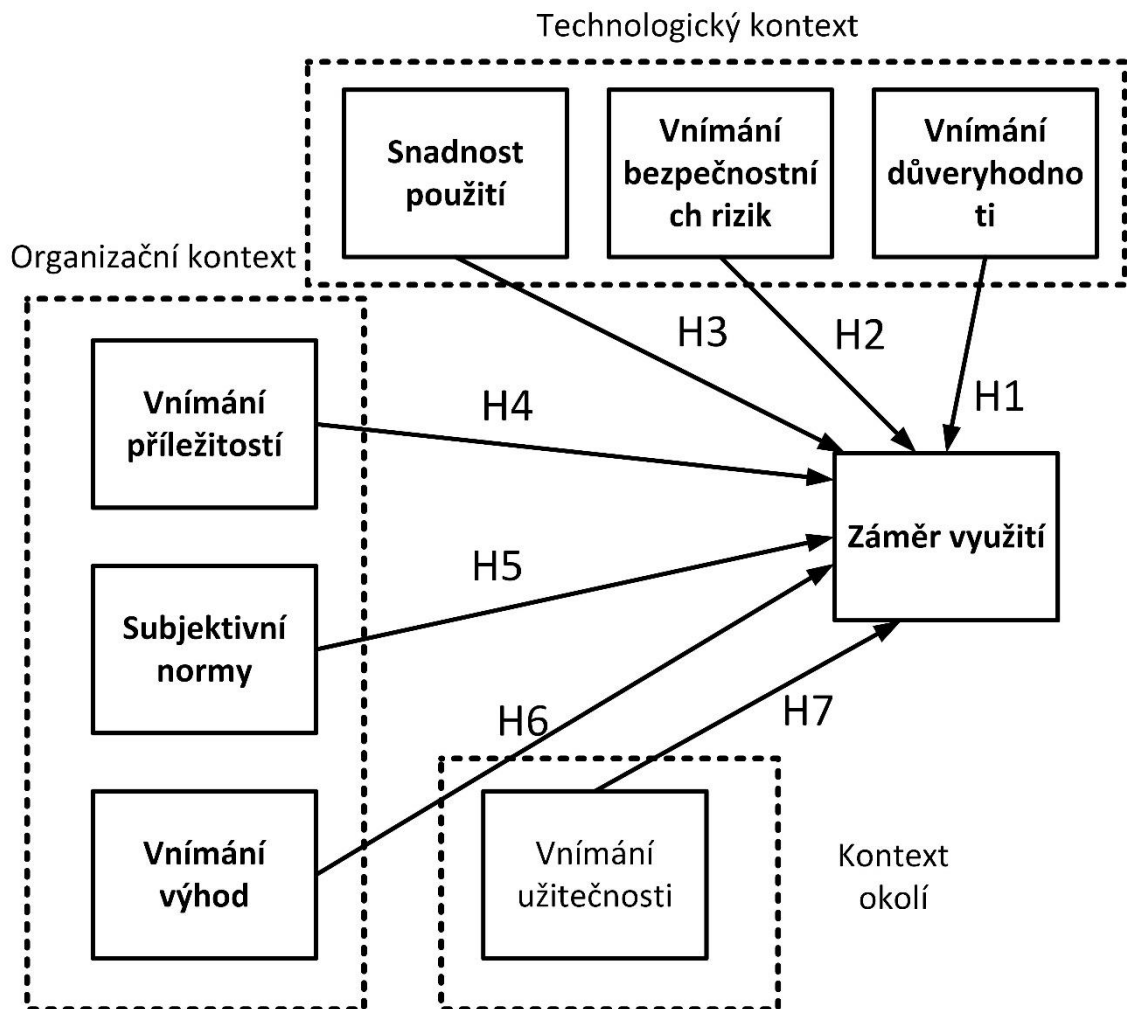 Technologický kontext
Snadnost
použití
Vnímání
bezpečnostní
ch rizik
Vnímání
důveryhodno
ti
Organizační kontext
H3
H2
H1
Vnímání
příležitostí
H4
Záměr využití
Subjektivní
normy
H5
H6
H7
Vnímání
výhod
Vnímání
užitečnosti
Kontext
okolí